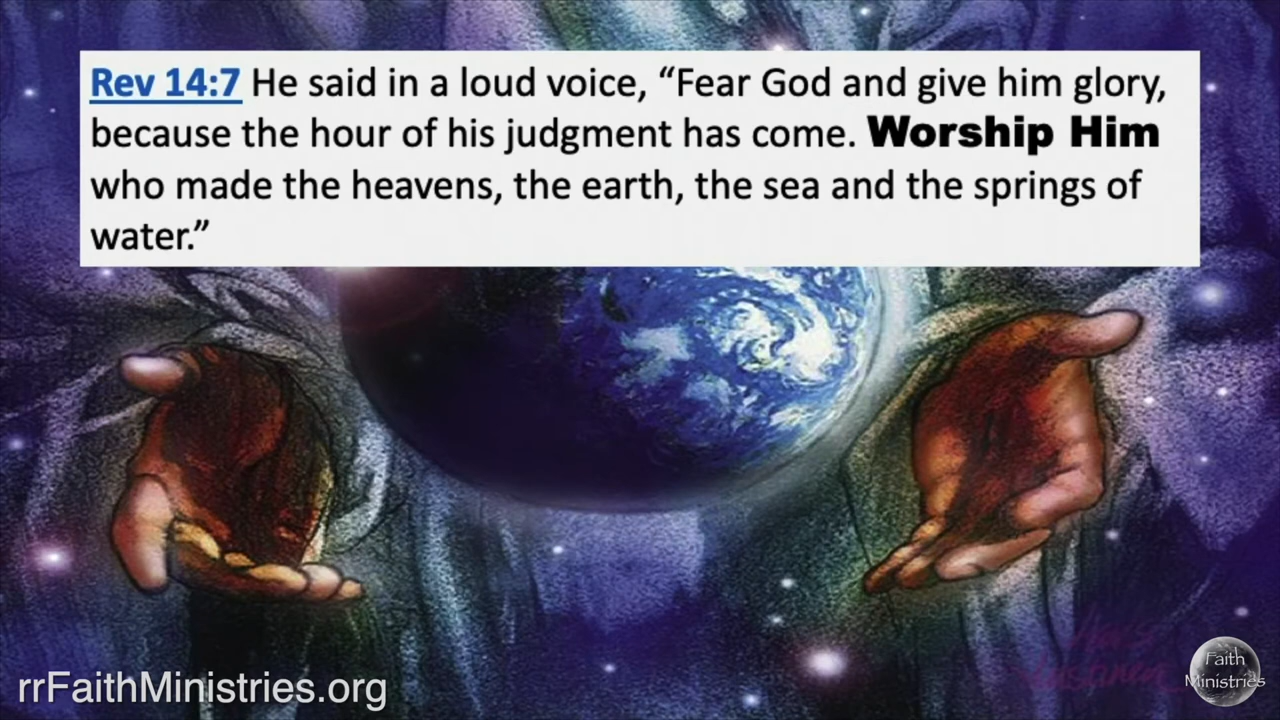 Rev 14:7 He said in a loud voice, “Fear God and give him glory,
because the hour of his judgment has come. Worship Him
who made the heavens, the earth, the sea and the springs of
water.”
rrFaithMinistries.org
Faith
Ministries